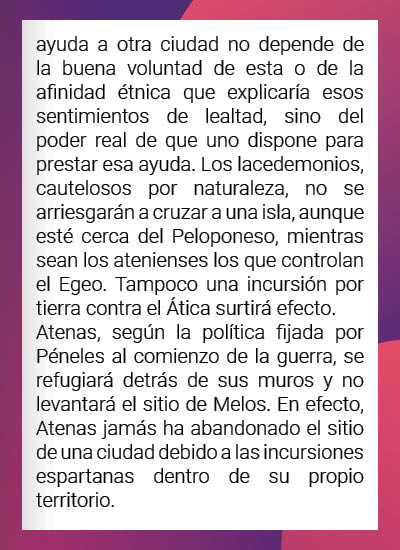 ayuda a otra ciudad no depende de
la buena voluntad de esta o de la
afinidad étnica que explicaría esos
sentimientos de lealtad, sino del
poder real de que uno dispone para
prestar esa ayuda. Los lacedemonios,
cautelosos por naturaleza, no se
arriesgarán a cruzar a una isla, aunque
esté cerca del Peloponeso, mientras
sean los atenienses los que controlan
el Egeo. Tampoco una incursión por
tierra contra el Ática surtirá efecto.
Atenas, según la política fijada por
Péneles al comienzo de la guerra, se
refugiará detrás de sus muros y no
levantará el sitio de Melos. En efecto,
Atenas jamás ha abandonado el sitio
de una ciudad debido a las incursiones
espartanas dentro de su propio
territorio.